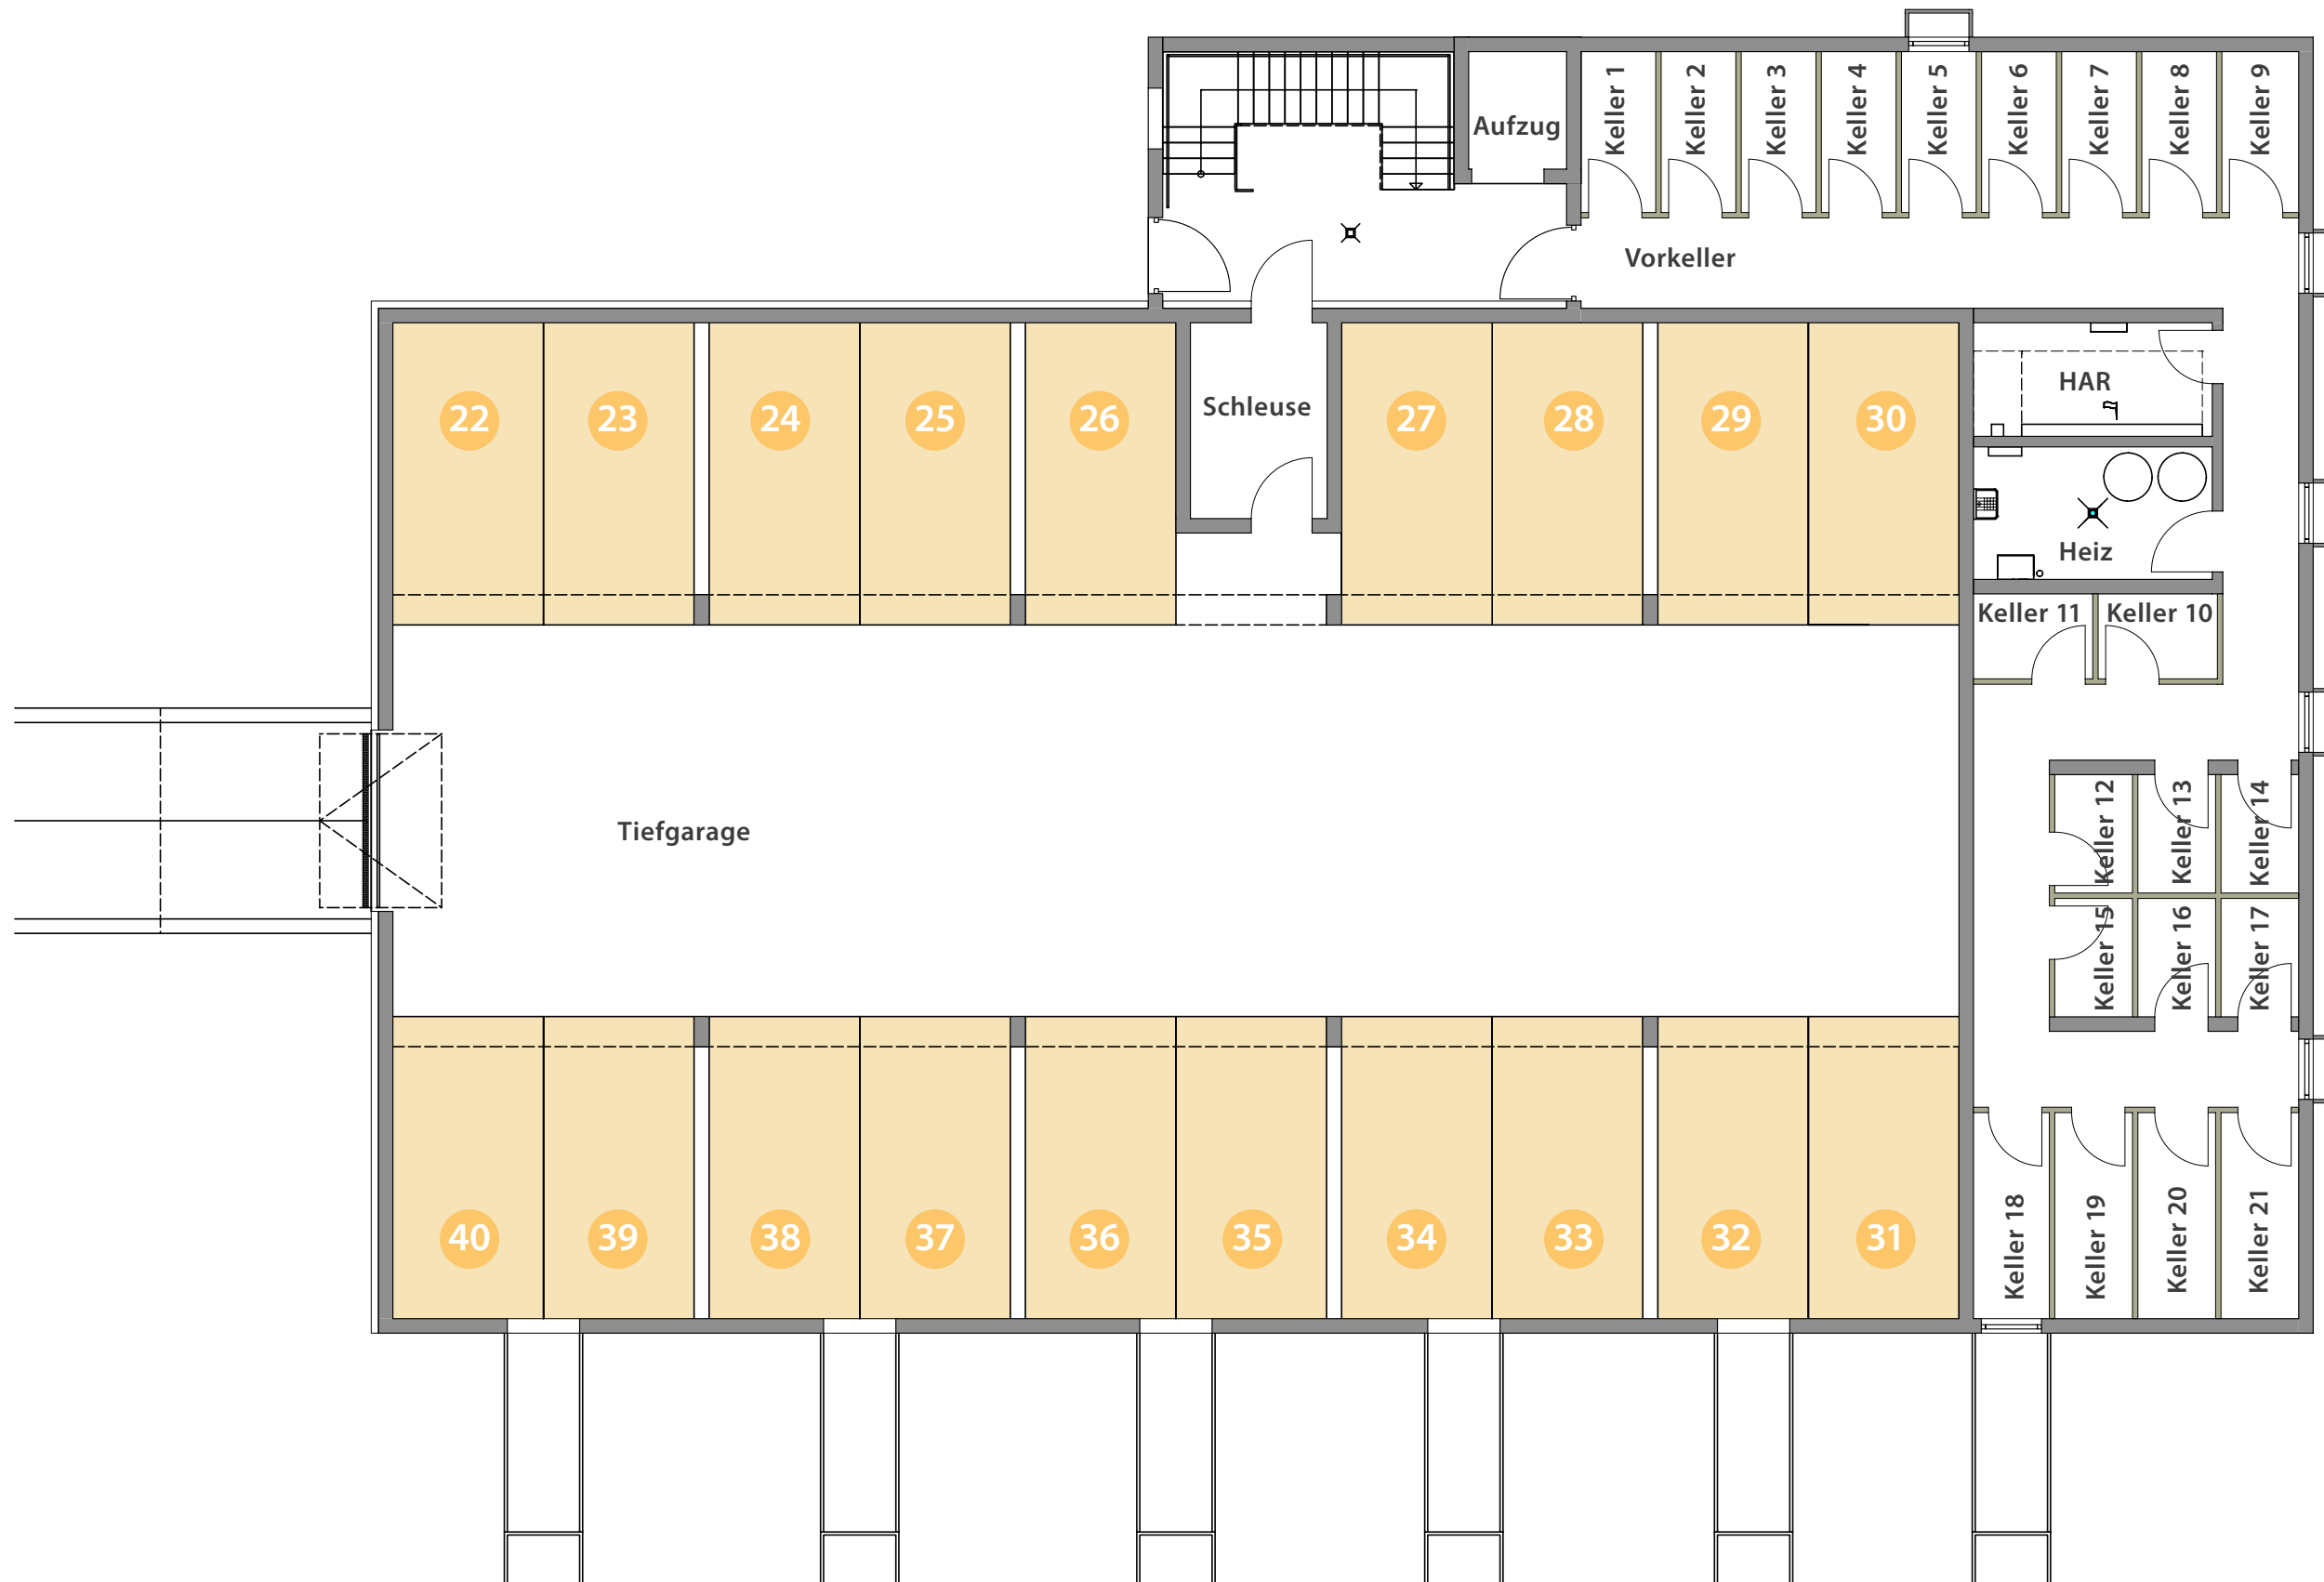 Keller 1
Keller 2
Keller 3
Keller 4
Keller 5
Keller 6
Keller 7
Keller 8
Keller 9
Aufzug
Vorkeller
22
23
24
25
26
Schleuse
27
28
29
30
HAR
Heiz
Keller 11
Keller 10
Tiefgarage
Keller 12
Keller 13
Keller 14
Keller 15
Keller 16
Keller 17
40
39
38
37
36
35
34
33
32
31
Keller 18
Keller 19
Keller 20
Keller 21